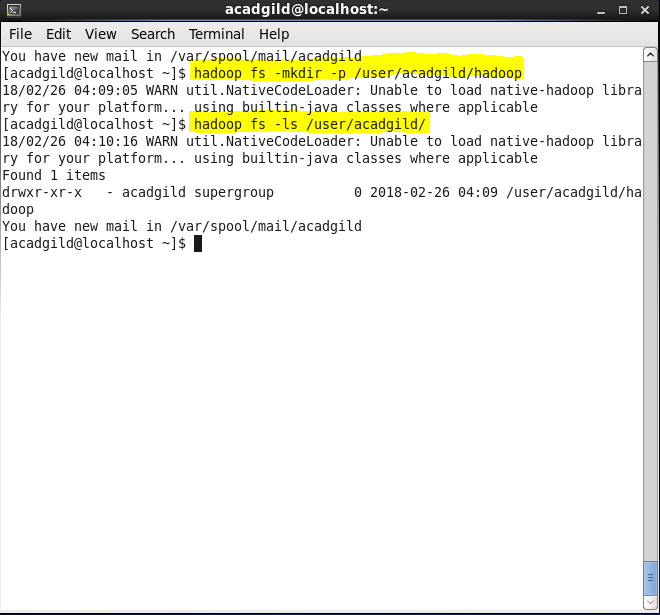 acadgild@localhost:~
File Edit View Search Terminal Help
You have new mail in /var/spool/mail/acadgild
[acadgild@localhost ~]$ hadoop fs -mkdir -p /user/acadgild/hadoop
18/02/26 04:09:05 WARN util.NativeCodeLoader: Unable to load native-hadoop libra
ry for your platform... using builtin-java classes where applicable
[acadgild@localhost ~]$ hadoop fs -ls /user/acadgild/
18/02/26 04:10:16 WARN util.NativeCodeLoader: Unable to load native-hadoop libra
ry for your platform... using builtin-java classes where applicable
Found 1 items
drwxr-xr-x   - acadgild supergroup          0 2018-02-26 04:09 /user/acadgild/ha
doop
You have new mail in /var/spool/mail/acadgild
[acadgild@localhost ~]$